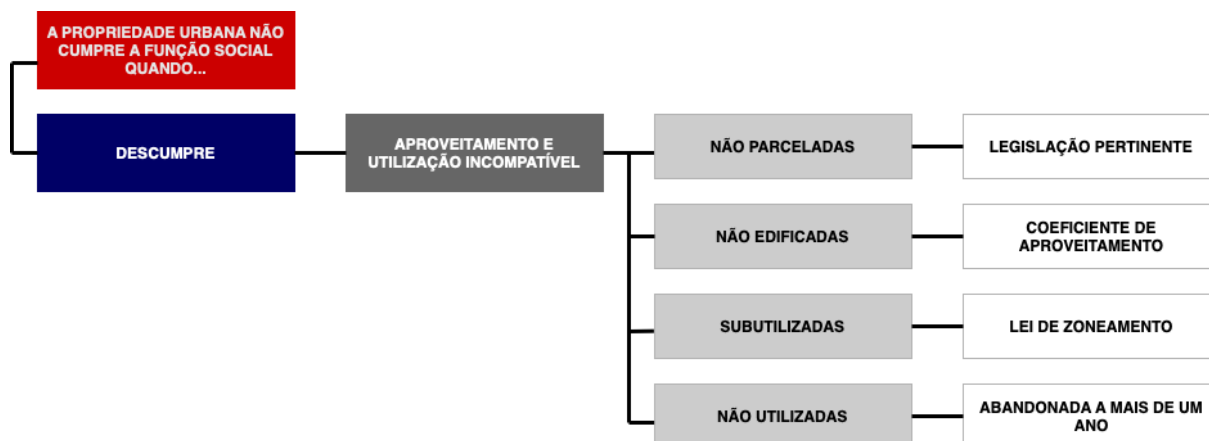 A PROPRIEDADE URBANA NÃO
CUMPRE A FUNÇÃO SOCIAL
QUANDO...
DESCUMPRE
APROVEITAMENTO E
UTILIZAÇÃO INCOMPATÍVEL
NÃO PARCELADAS
LEGISLAÇÃO PERTINENTE
NÃO EDIFICADAS
COEFICIENTE DE
APROVEITAMENTO
SUBUTILIZADAS
LEI DE ZONEAMENTO
NÃO UTILIZADAS
ABANDONADA A MAIS DE UM
ANO